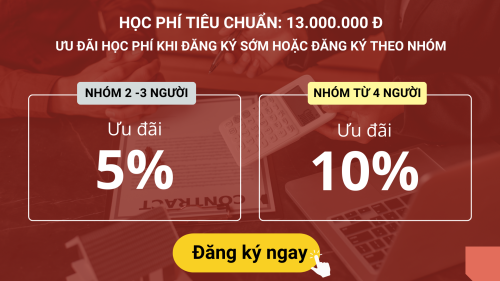 HỌC PHÍ TIÊU CHUẨN: 13.000.000 Đ
ƯU ĐÃI HỌC PHÍ KHI ĐĂNG KÝ SỚM HOẶC ĐĂNG KÝ THEO NHÓM
NHÓM 2 -3 NGƯỜI
Ưu đãi
5%
NHÓM TỪ 4 NGƯỜI
Ưu đãi
10%
CONTRACT
Đăng ký ngay